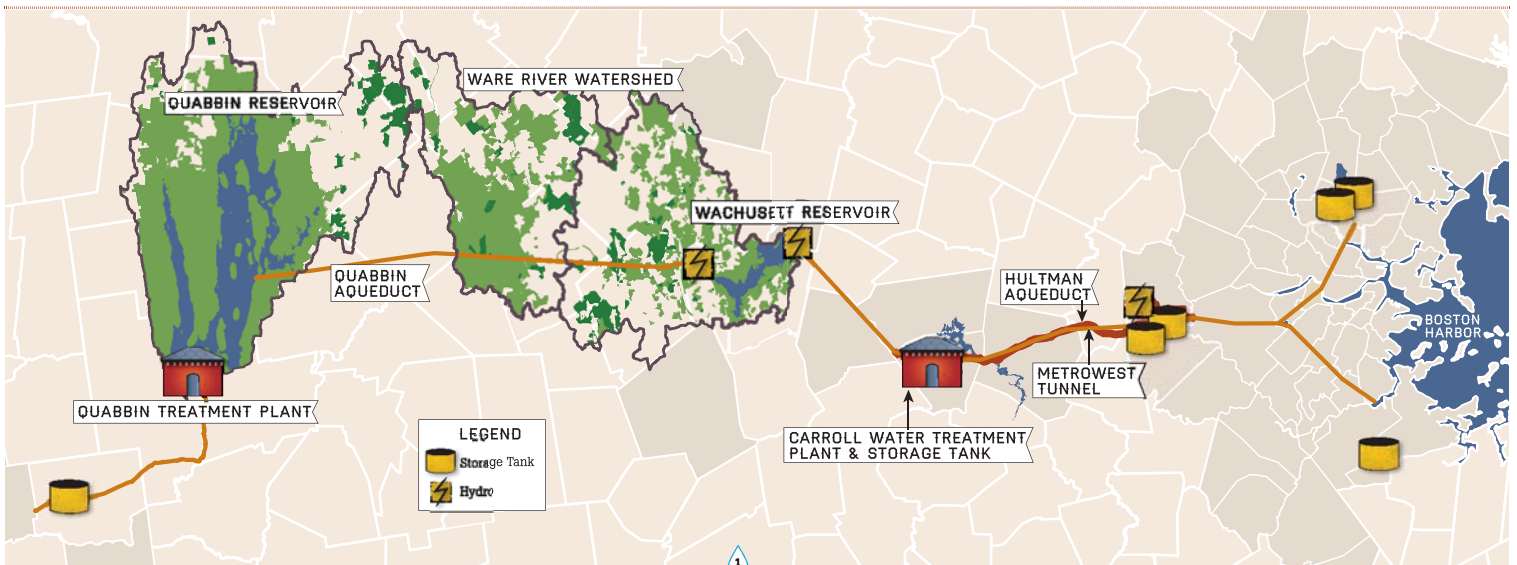 WARE RIVER WATERSHED
QUABBIN RESERVOIR
WACHUSETT RESERVOIR
QUABBIN
AQUEDUCT
HULTMAN
AQUEDUCT
BOSTON
HARBOR
METROWEST
TUNNEL
QUABBIN TREATMENT PLANT
LEGEND
Storage Tank
Hydro
CARROLL WATER TREATMENT
PLANT & STORAGE TANK
1